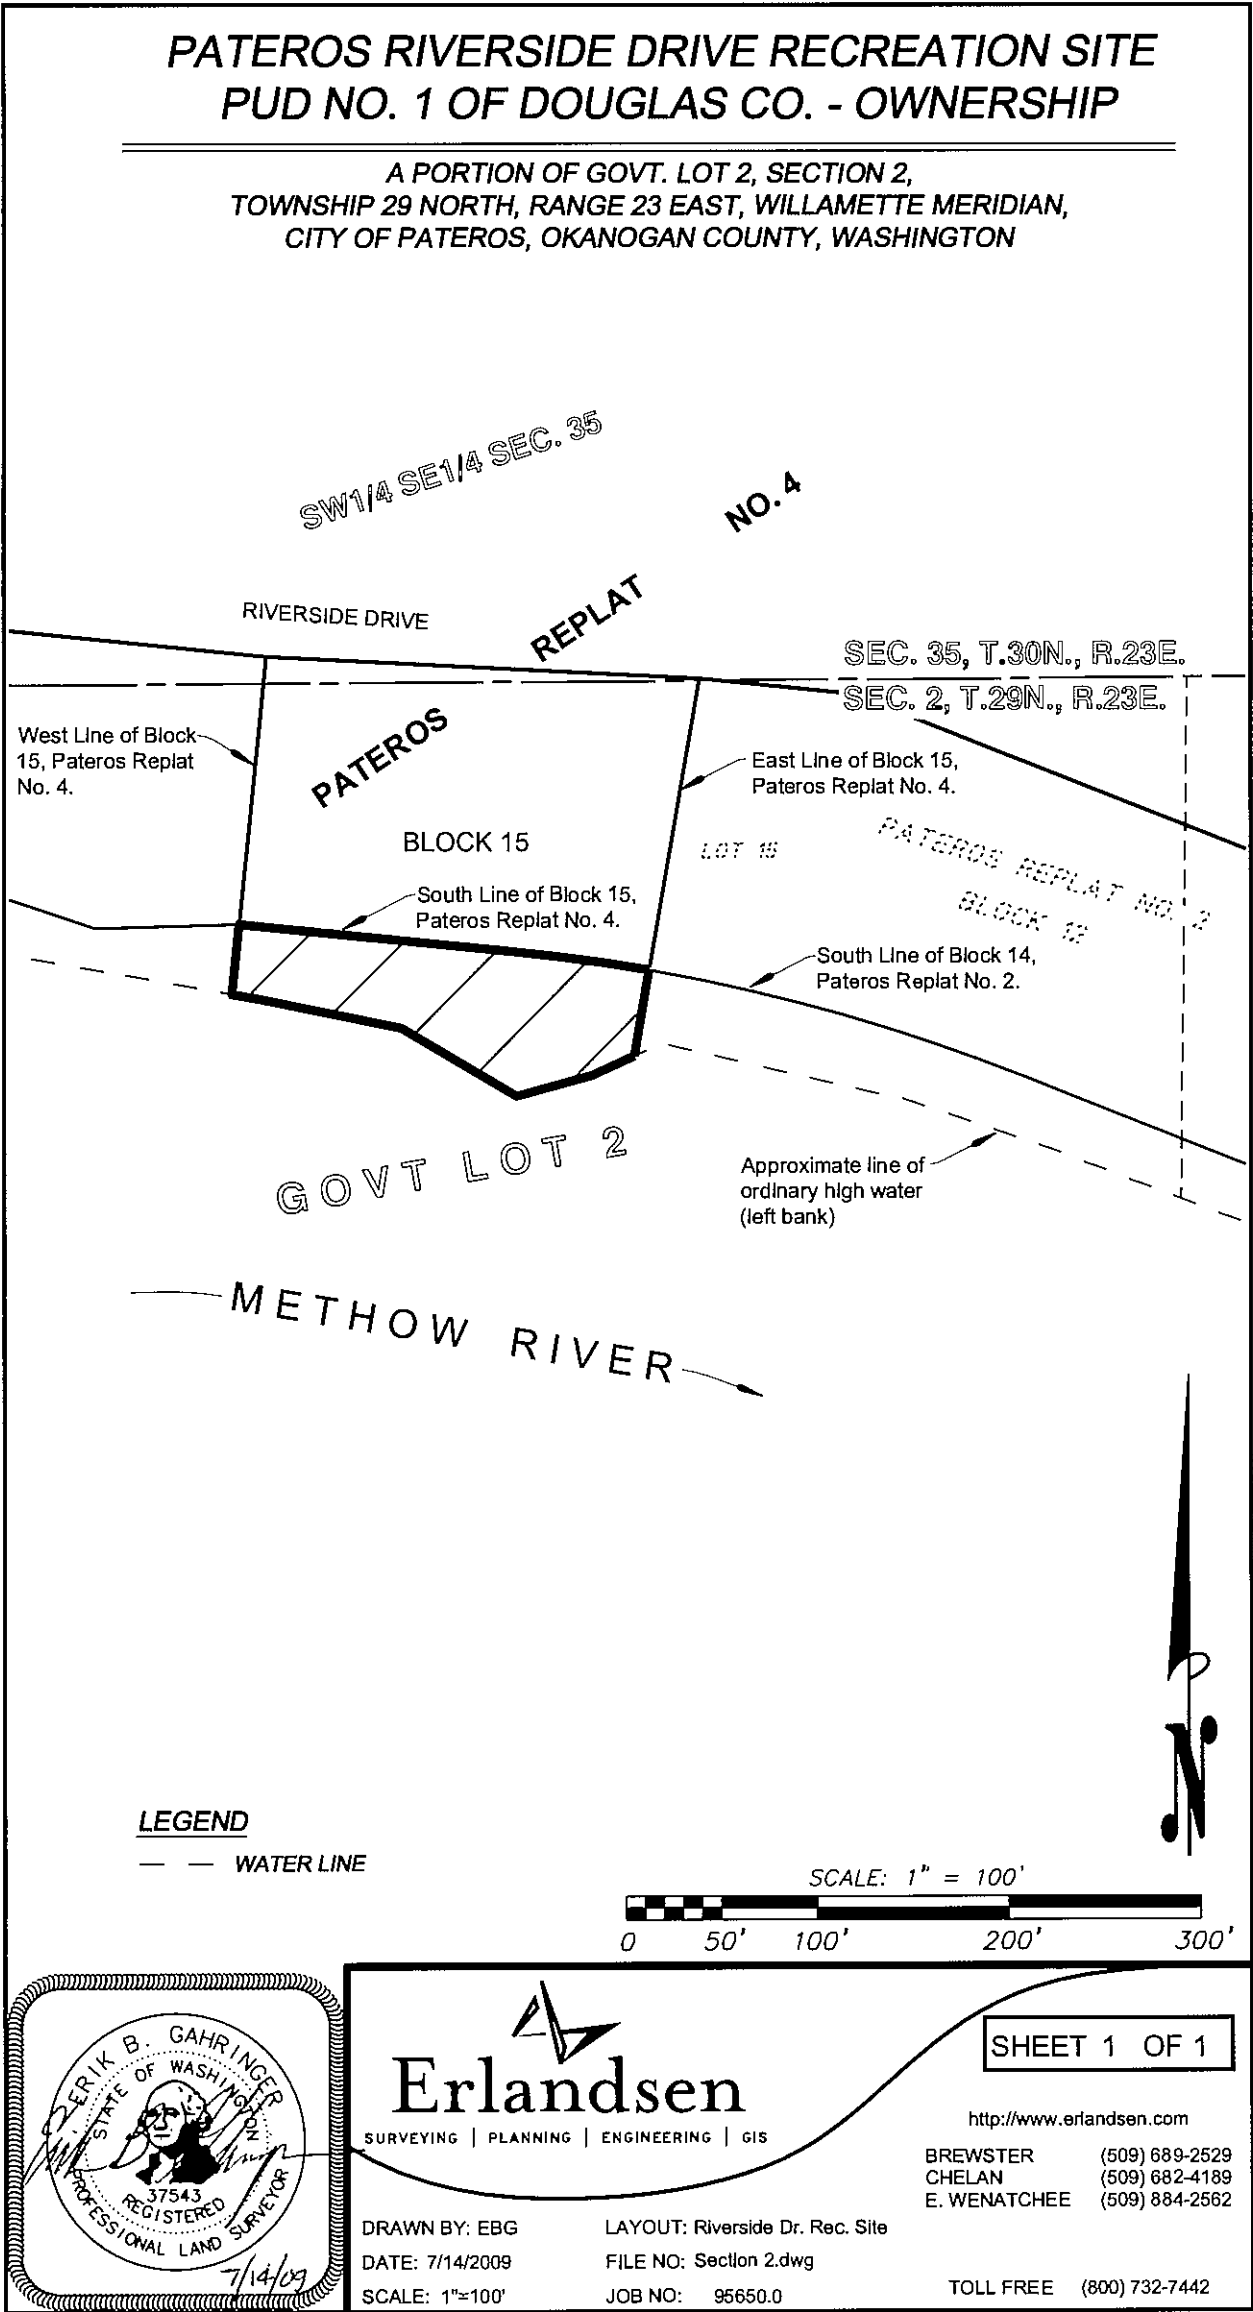 PATEROS RIVERSIDE DRIVE RECREATION SITE
PUD NO. 1 OF DOUGLAS CO. - OWNERSHIP
A PORTION OF GOVT. LOT 2, SECTION 2,
TOWNSHIP 29 NORTH, RANGE 23 EAST, WILLAMETTE MERIDIAN,
CITY OF PATEROS, OKANOGAN COUNTY, WASHINGTON
SW1/4 SE1/4 SEC. 35
NO. 4
REPLAT
PATEROS
RIVERSIDE DRIVE
SEC. 35, T.30N., R.23E.
SEC. 2, T.29N., R.23E.
West Line of Block
15, Pateros Replat
No. 4.
East Line of Block 15,
Pateros Replat No. 4.
BLOCK 15
LOT 15
PATEROS REPLAT NO. 2
BLOCK 12
South Line of Block 15,
Pateros Replat No. 4.
South Line of Block 14,
Pateros Replat No. 2.
GOVT LOT 2
Approximate line of
ordinary high water
(left bank)
METHOW RIVER
N
LEGEND
WATER LINE
SCALE: 1" = 100'
0 50' 100' 200' 300'
ERIK B. GAHRINGER
STATE OF WASHINGTON
37543
REGISTERED
PROFESSIONAL LAND SURVEYOR
7/14/09
Erlandsen
SURVEYING | PLANNING | ENGINEERING | GIS
SHEET 1 OF 1
http://www.erlandsen.com
BREWSTER (509) 689-2529
CHELAN (509) 682-4189
E. WENATCHEE (509) 884-2562
DRAWN BY: EBG
LAYOUT: Riverside Dr. Rec. Site
DATE: 7/14/2009
FILE NO: Section 2.dwg
SCALE: 1"=100'
JOB NO: 95650.0
TOLL FREE (800) 732-7442